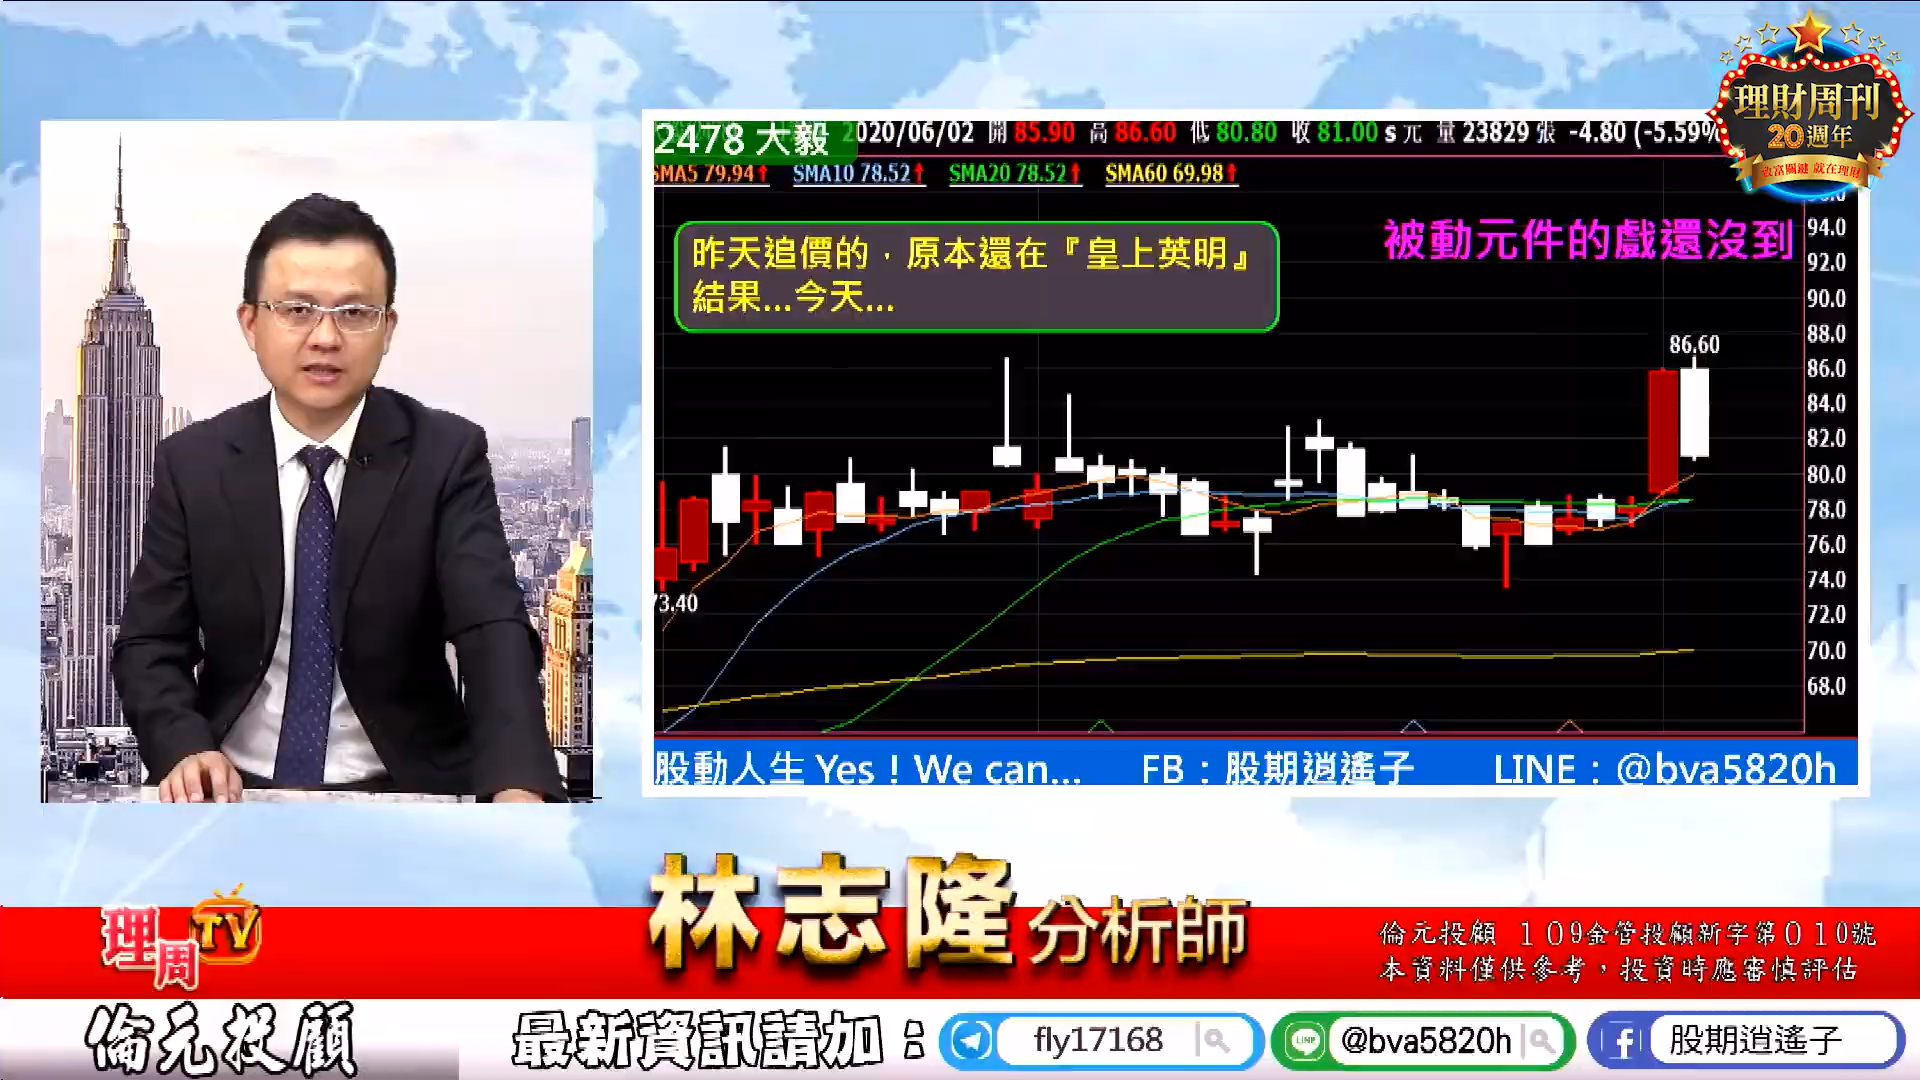 理財周刊
20週年
致富關鍵 就在理財
2478 大毅 2020/06/02 開 85.90 高 86.60 低 80.80 收 81.00 s 元 量 23829 張 -4.80 (-5.59%
SMA5 79.94↑ SMA10 78.52↑ SMA20 78.52↑ SMA60 69.98↑
被動元件的戲還沒到
昨天追價的，原本還在『皇上英明』
結果...今天...
94.0
92.0
90.0
88.0
86.60
86.0
84.0
82.0
80.0
78.0
76.0
74.0
73.40
72.0
70.0
68.0
股動人生 Yes！We can... FB：股期逍遙子 LINE：@bva5820h
林志隆 分析師
理周TV
倫元投顧 109金管投顧新字第010號
本資料僅供參考，投資時應審慎評估
倫元投顧
最新資訊請加： fly17168 LINE @bva5820h 股期逍遙子